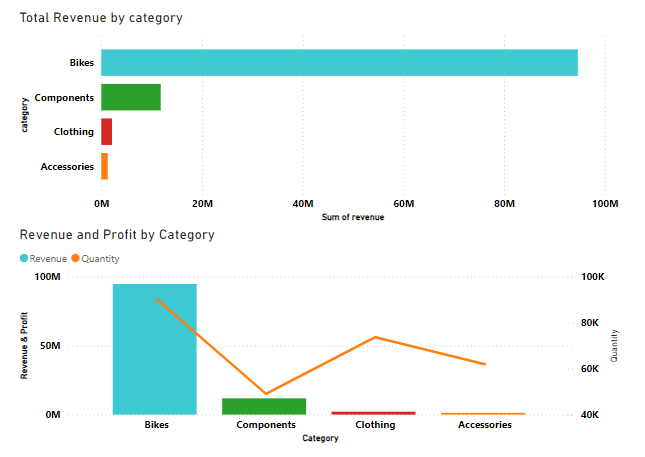 Total Revenue by category
category
Bikes
Components
Clothing
Accessories
0M 20M 40M 60M 80M 100M
Sum of revenue
Revenue and Profit by Category
Revenue Quantity
Revenue & Profit
100M
50M
0M
100K
80K
60K
40K
Quantity
Bikes Components Clothing Accessories
Category